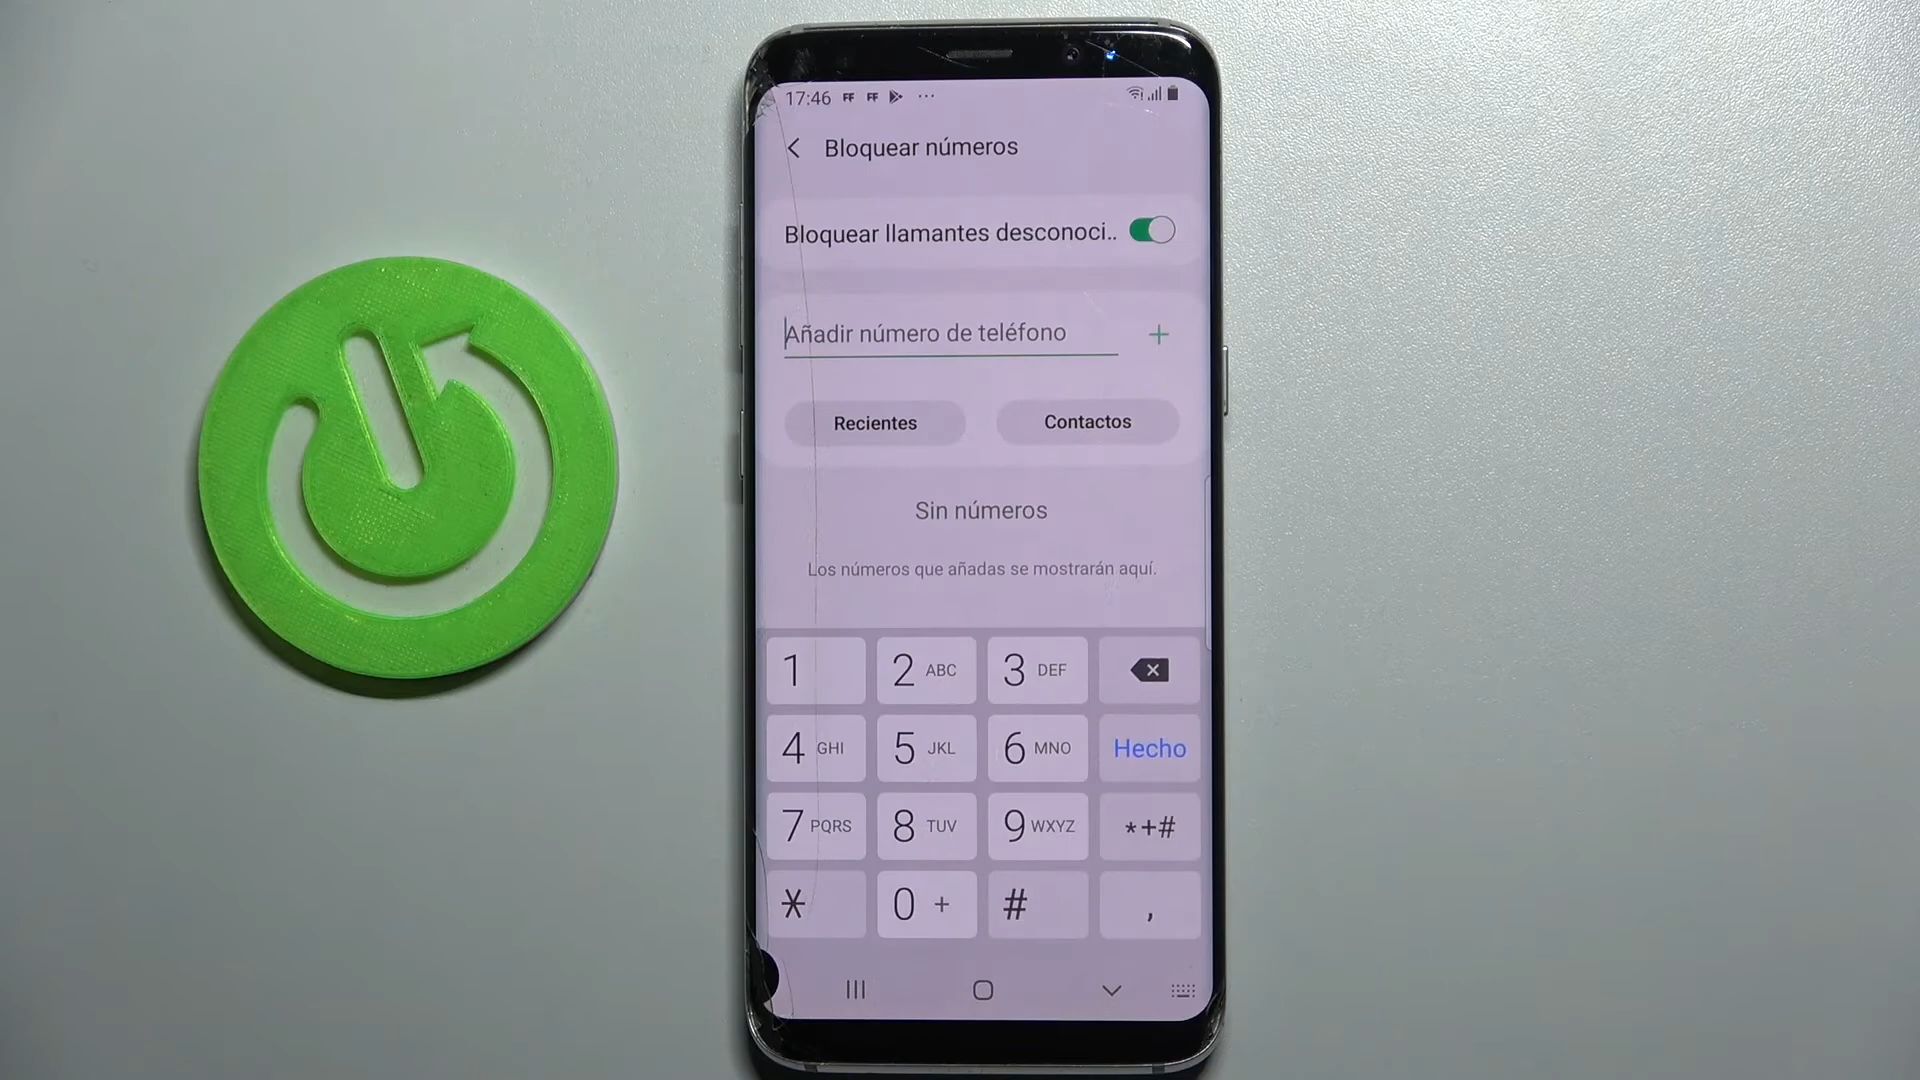 17:46
Bloquear números
Bloquear llamantes desconoci..
Añadir número de teléfono +
Recientes Contactos
Sin números
Los números que añadas se mostrarán aquí.
1 2 ABC 3 DEF
4 GHI 5 JKL 6 MNO Hecho
7 PQRS 8 TUV 9 WXYZ *+#
* 0 + # ,